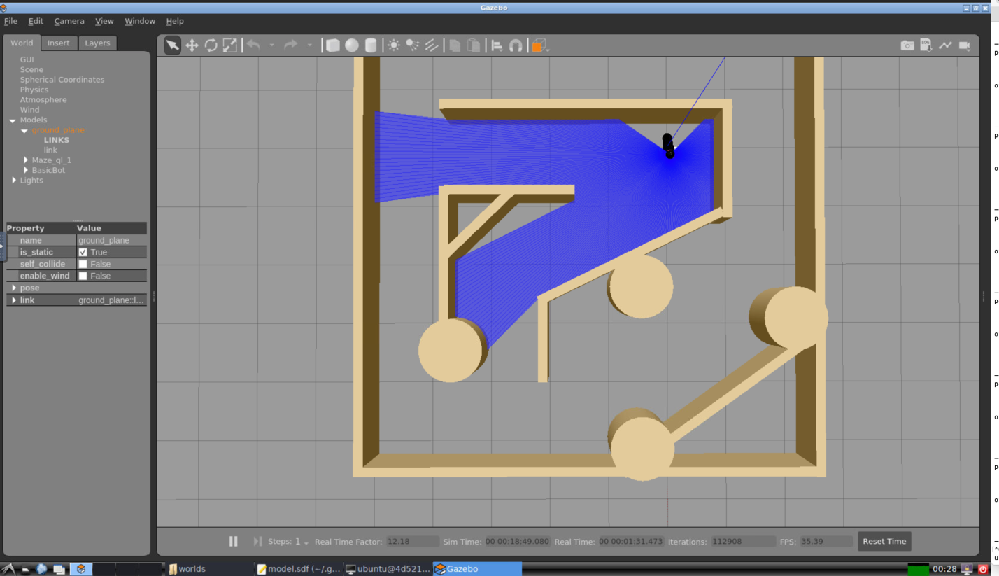 Gazebo
File Edit Camera View Window Help
World Insert Layers
GUI
Scene
Spherical Coordinates
Physics
Atmosphere
Wind
Models
ground_plane
LINKS
link
Maze_ql_1
BasicBot
Lights
Property Value
name ground_plane
is_static True
self_collide False
enable_wind False
pose
link ground_plane::l...
LOG
Steps: 1 Real Time Factor: 12.18 Sim Time: 00 00:18:49.080 Real Time: 00 00:01:31.473 Iterations: 112908 FPS: 35.39 Reset Time
worlds model.sdf (~/.g... ubuntu@4d521... Gazebo 00:28